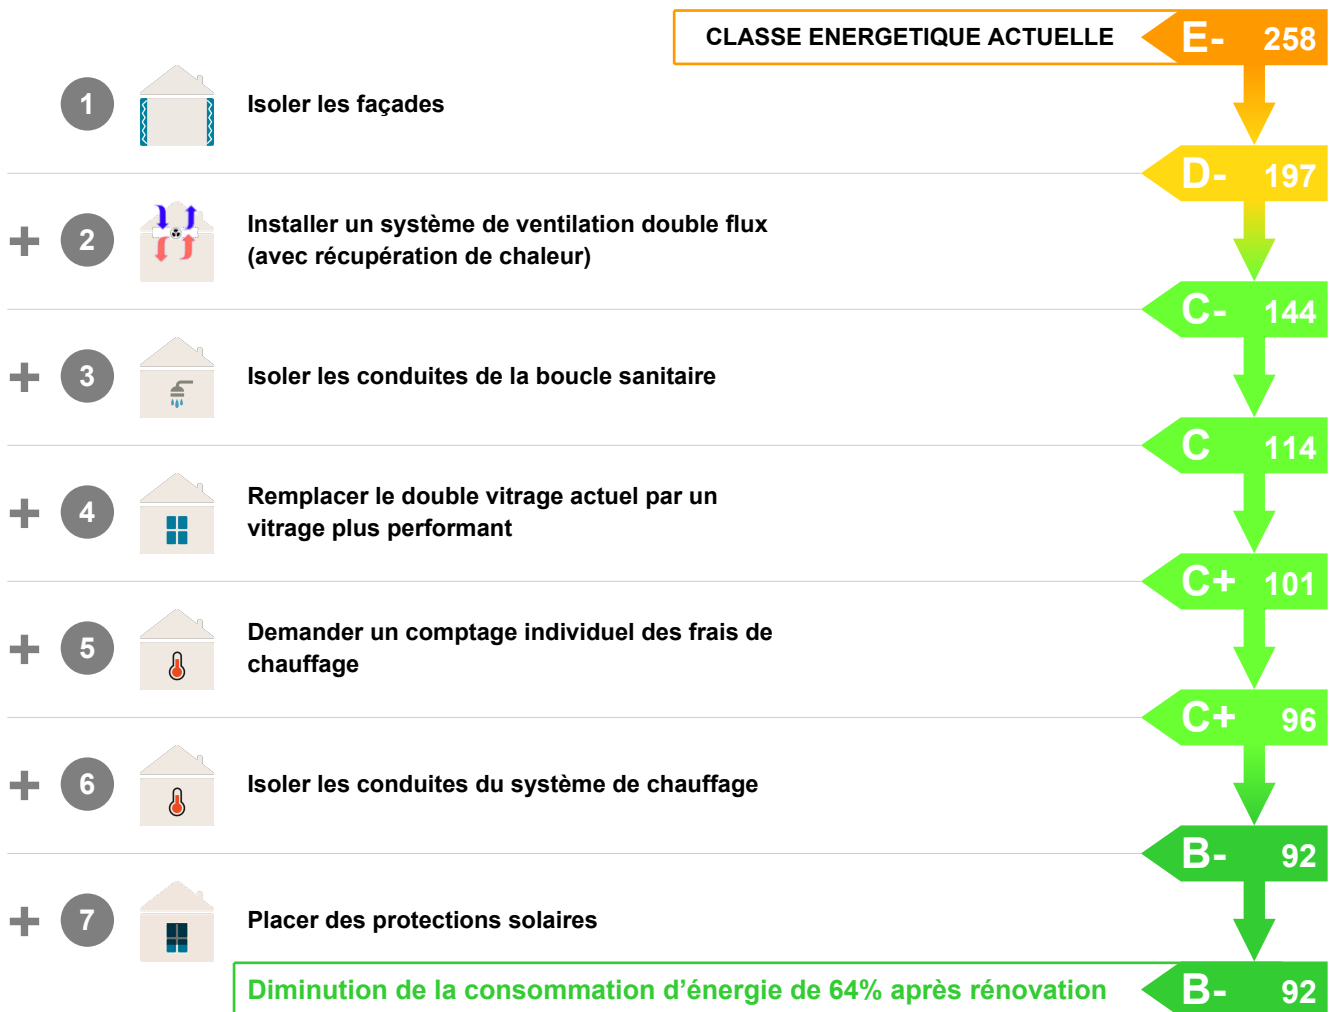 CLASSE ENERGETIQUE ACTUELLE E- 258
1 Isoler les façades
D- 197
+ 2 Installer un système de ventilation double flux
(avec récupération de chaleur)
C- 144
+ 3 Isoler les conduites de la boucle sanitaire
C 114
+ 4 Remplacer le double vitrage actuel par un
vitrage plus performant
C+ 101
+ 5 Demander un comptage individuel des frais de
chauffage
C+ 96
+ 6 Isoler les conduites du système de chauffage
B- 92
+ 7 Placer des protections solaires
Diminution de la consommation d’énergie de 64% après rénovation B- 92